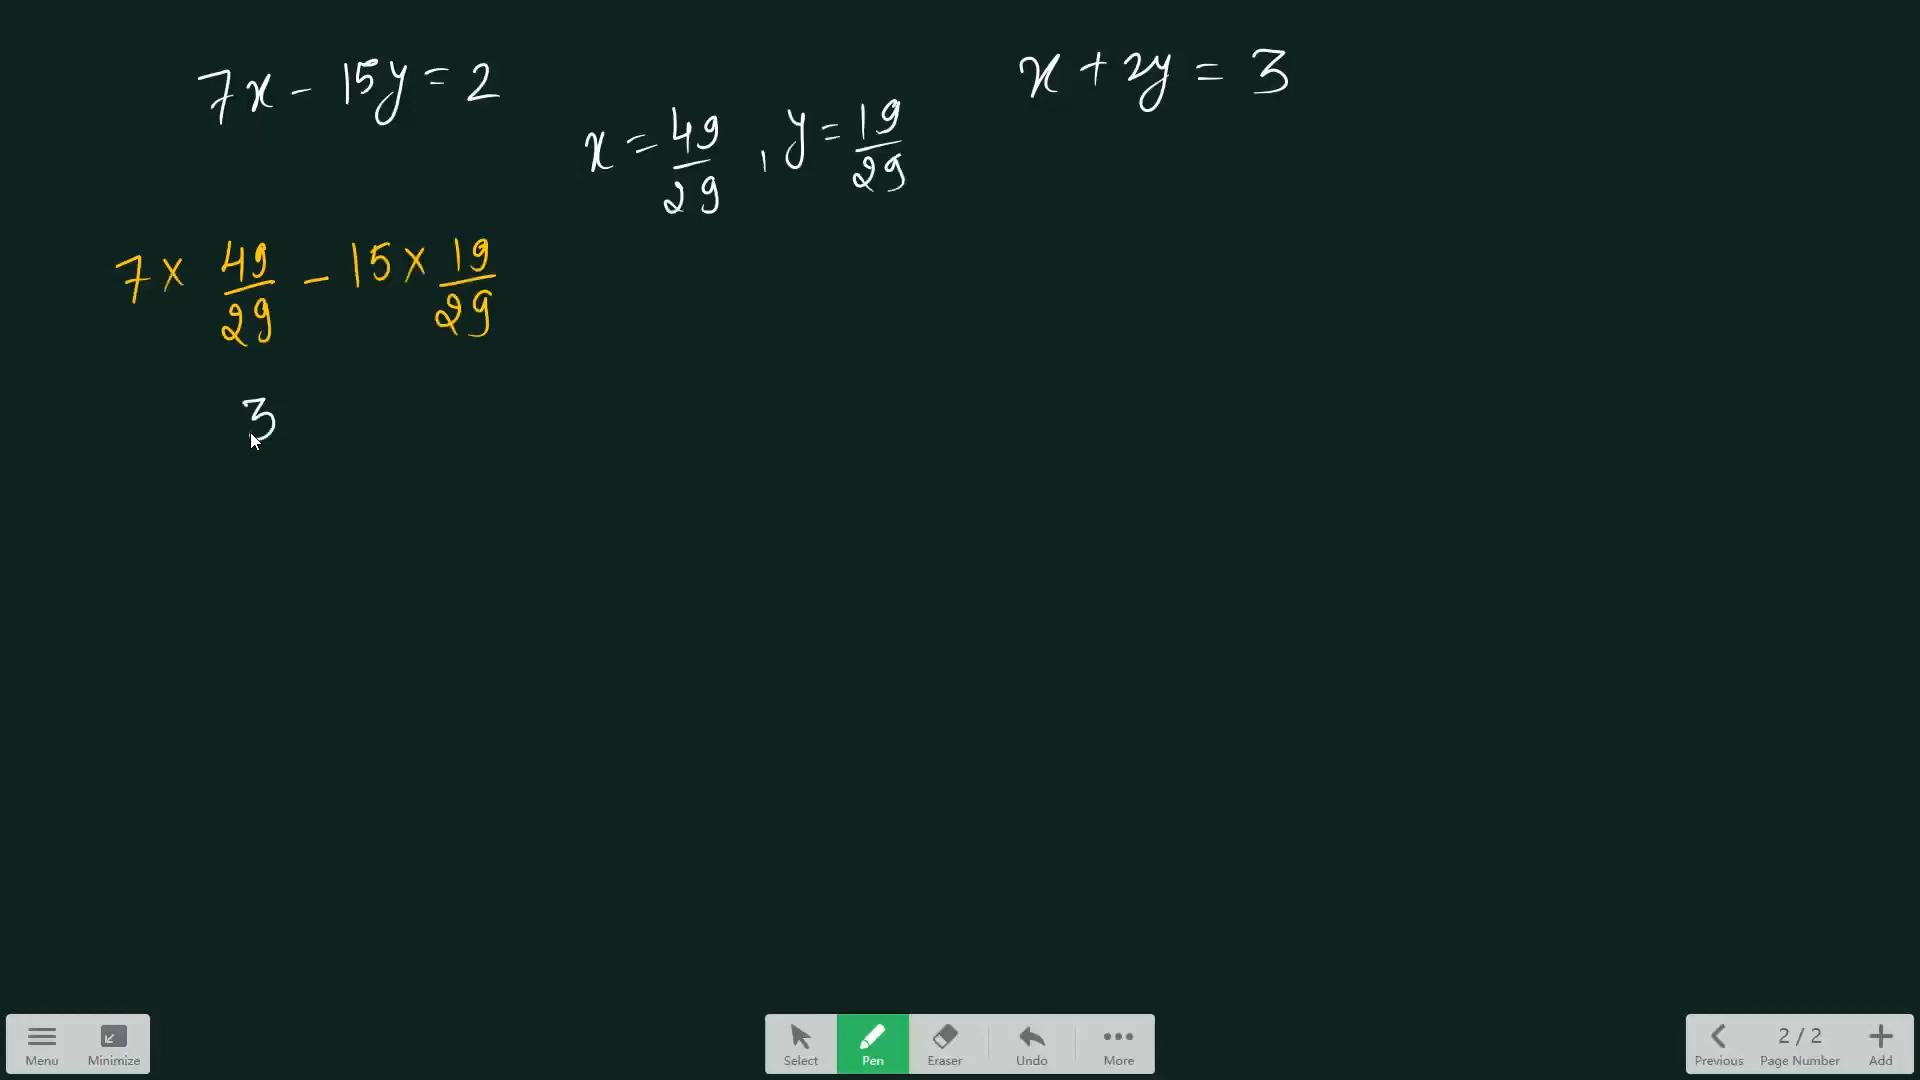 7x - 15y = 2
x + 2y = 3
x = 49/29 , y = 19/29
7 × 49/29 - 15 × 19/29
3
Menu Minimize Select Pen Eraser Undo More Previous 2 / 2 Page Number Add